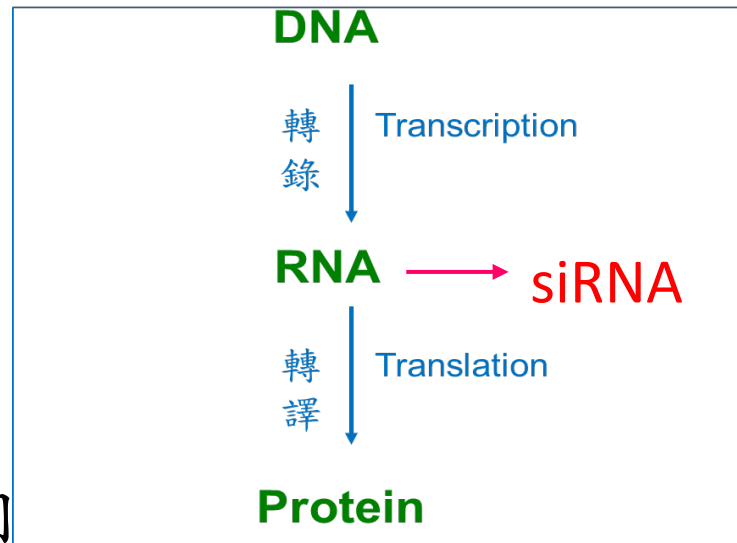 DNA
轉錄 Transcription
RNA siRNA
轉譯 Translation
Protein